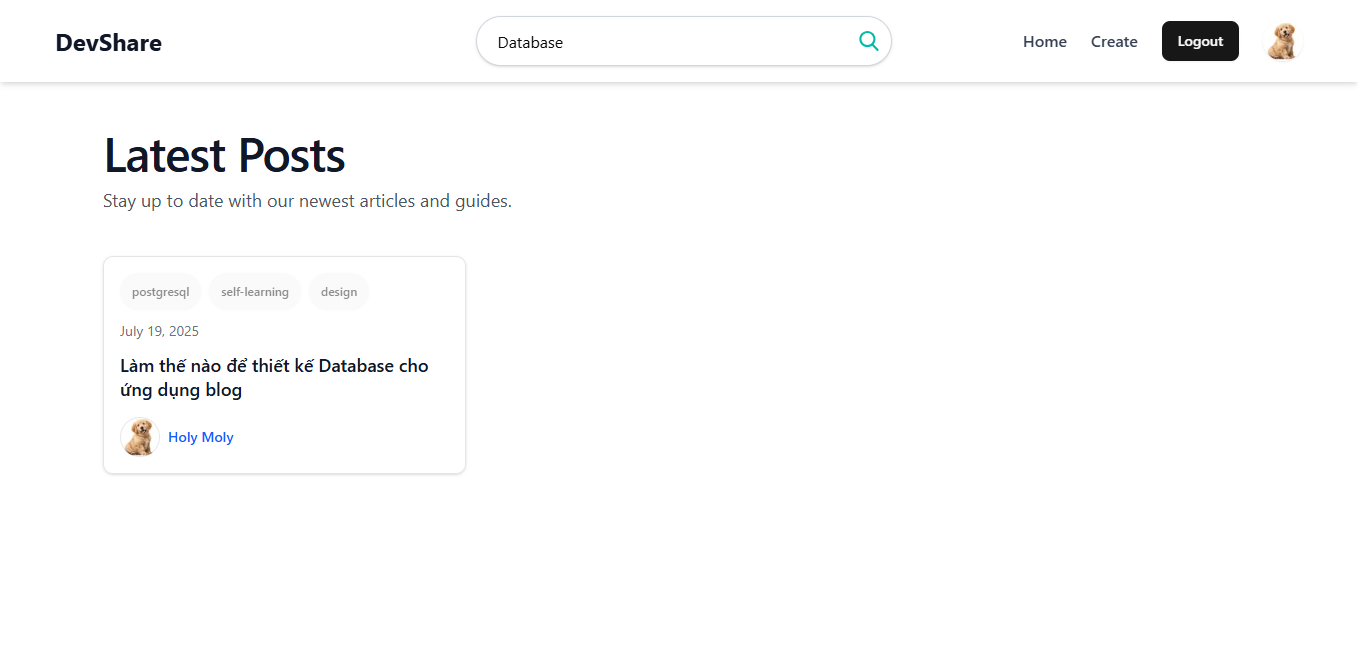 DevShare
Database
Home
Create
Logout
Latest Posts
Stay up to date with our newest articles and guides.
postgresql
self-learning
design
July 19, 2025
Làm thế nào để thiết kế Database cho
ứng dụng blog
Holy Moly